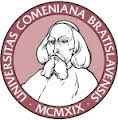 UNIVERSITAS COMENIANA BRATISLAVENSIS
· MCMXIX ·